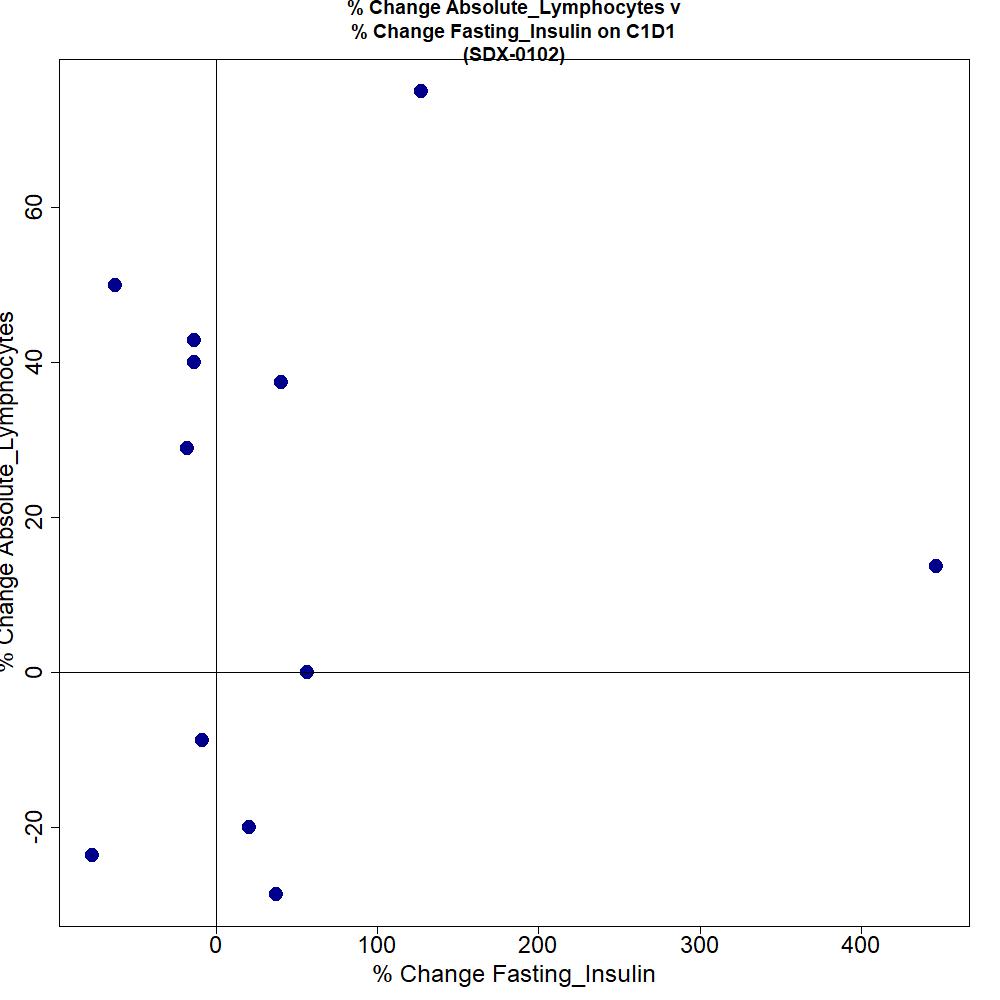 % Change Absolute_Lymphocytes v
% Change Fasting_Insulin on C1D1
(SDX-0102)
% Change Absolute_Lymphocytes
60
40
20
0
-20
0 100 200 300 400
% Change Fasting_Insulin